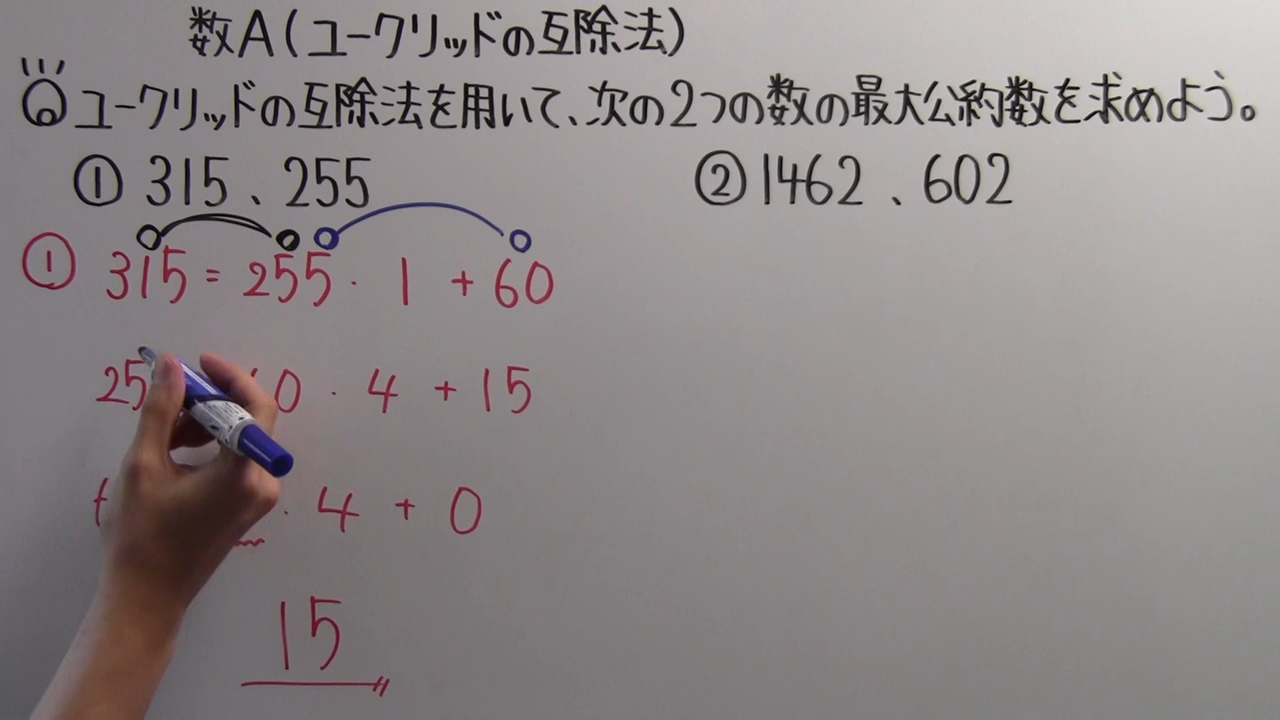 数A(ユークリッドの互除法)
ユークリッドの互除法を用いて、次の2つの数の最大公約数を求めよう。
① 315、255
② 1462、602
① 315 = 255・1 + 60
25 0・4 + 15
・4 + 0
15